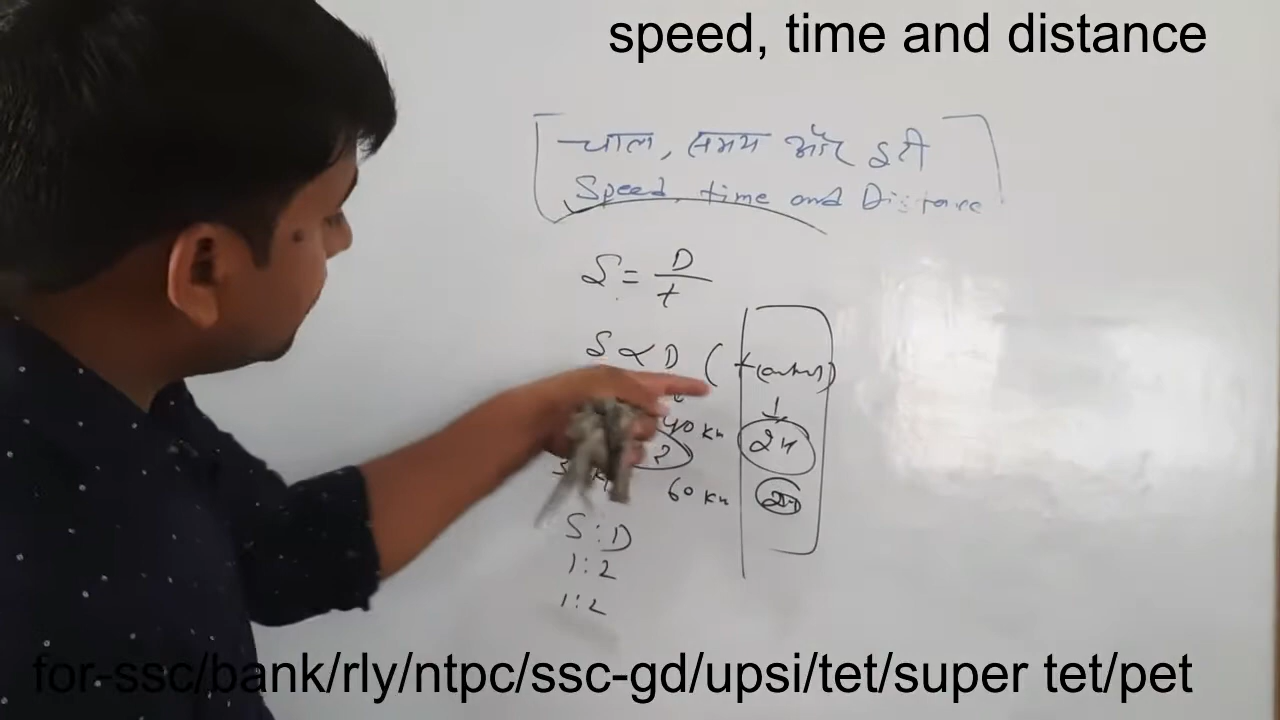 speed, time and distance
चाल, समय और दूरी
Speed, time and Distance
S = D/t
S ∝ D (t
40 km 2H
60 km
S : D
1 : 2
1 : 2
for-ssc/bank/rly/ntpc/ssc-gd/upsi/tet/super tet/pet